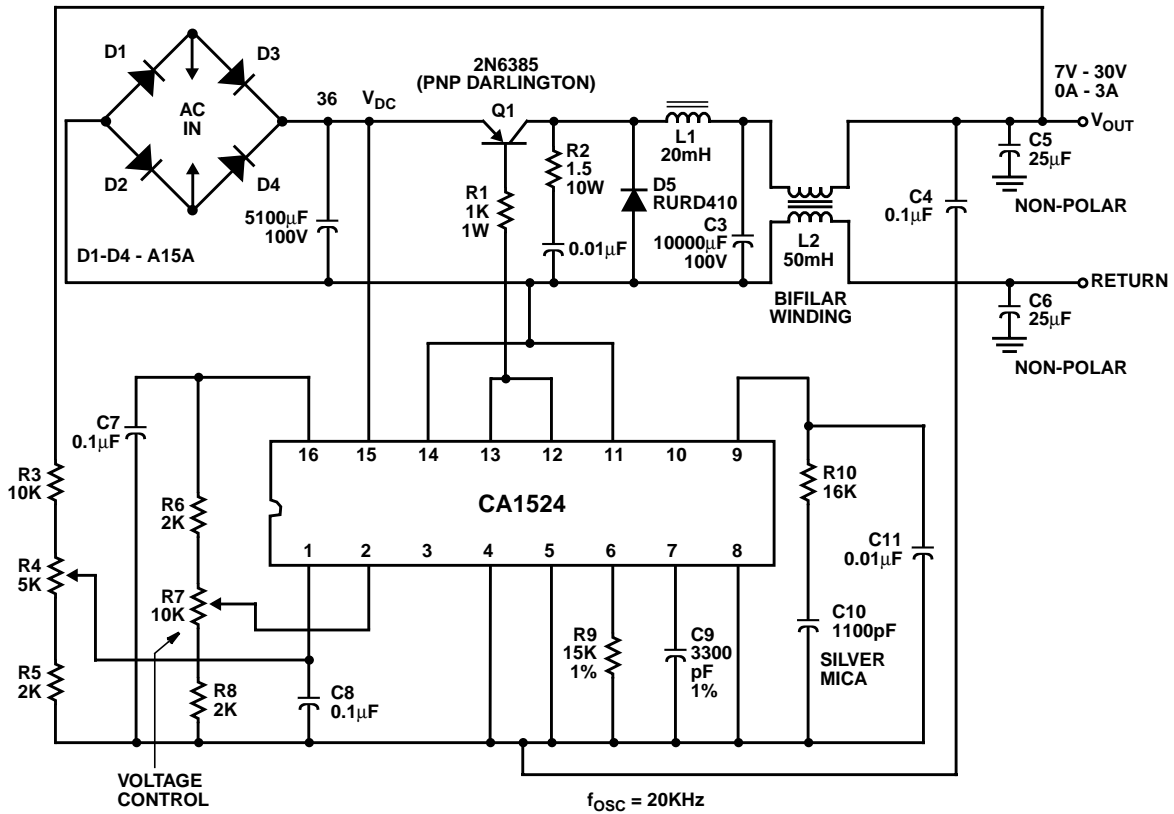 D1
D3
AC
IN
D2
D4
D1-D4 - A15A
36
V_DC
5100µF
100V
2N6385
(PNP DARLINGTON)
Q1
R1
1K
1W
R2
1.5
10W
0.01µF
D5
RURD410
L1
20mH
C3
10000µF
100V
L2
50mH
BIFILAR
WINDING
C4
0.1µF
7V - 30V
0A - 3A
V_OUT
C5
25µF
NON-POLAR
RETURN
C6
25µF
NON-POLAR
C7
0.1µF
R3
10K
R4
5K
R5
2K
R6
2K
R7
10K
R8
2K
VOLTAGE
CONTROL
16 15 14 13 12 11 10 9
CA1524
1 2 3 4 5 6 7 8
C8
0.1µF
R9
15K
1%
C9
3300
pF
1%
R10
16K
C10
1100pF
SILVER
MICA
C11
0.01µF
f_OSC = 20KHz